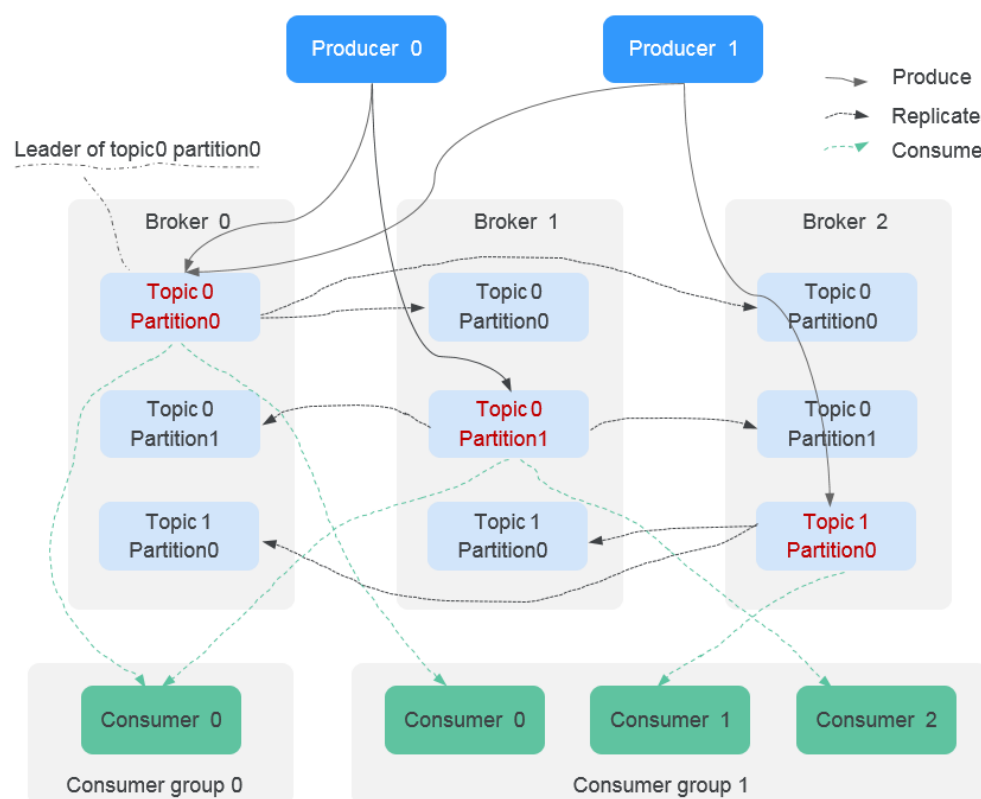 Producer 0
Producer 1
Produce
Replicate
Consume
Leader of topic0 partition0
Broker 0
Broker 1
Broker 2
Topic 0
Partition0
Topic 0
Partition0
Topic 0
Partition0
Topic 0
Partition1
Topic 0
Partition1
Topic 0
Partition1
Topic 1
Partition0
Topic 1
Partition0
Topic 1
Partition0
Consumer 0
Consumer 0
Consumer 1
Consumer 2
Consumer group 0
Consumer group 1